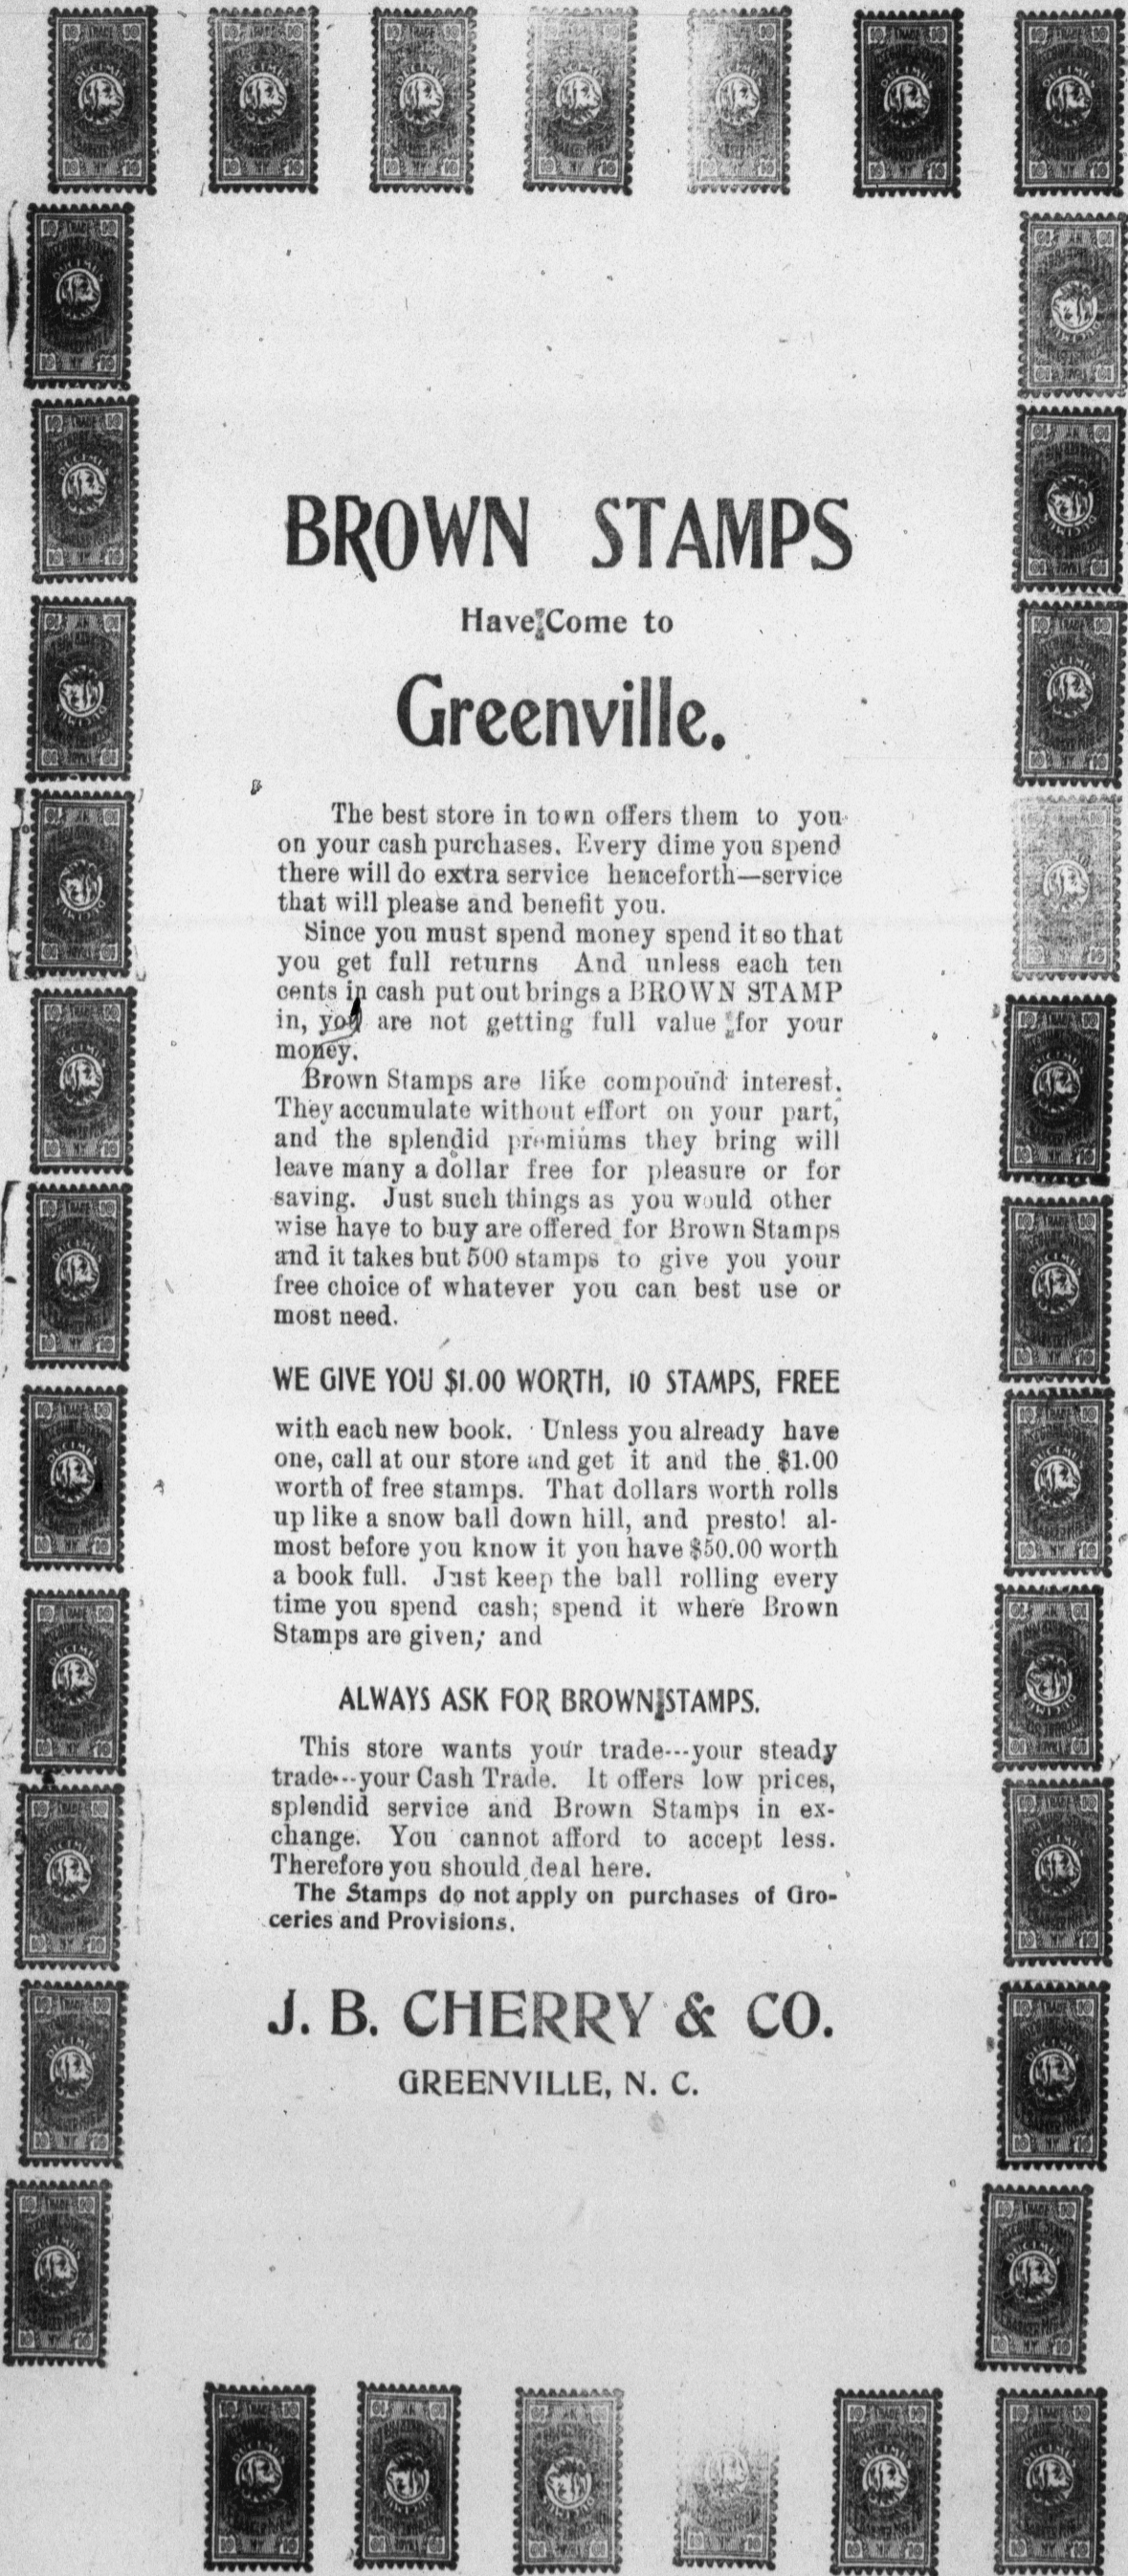 BROWN STAMPS
Have Come to
Greenville.
The best store in town offers them to you
on your cash purchases. Every dime you spend
there will do extra service henceforth—service
that will please and benefit you.
Since you must spend money spend it so that
you get full returns And unless each ten
cents in cash put out brings a BROWN STAMP
in, you are not getting full value for your
money.
Brown Stamps are like compound interest.
They accumulate without effort on your part,
and the splendid premiums they bring will
leave many a dollar free for pleasure or for
saving. Just such things as you would other
wise have to buy are offered for Brown Stamps
and it takes but 500 stamps to give you your
free choice of whatever you can best use or
most need.
WE GIVE YOU $1.00 WORTH, 10 STAMPS, FREE
with each new book. Unless you already have
one, call at our store and get it and the $1.00
worth of free stamps. That dollars worth rolls
up like a snow ball down hill, and presto! al-
most before you know it you have $50.00 worth
a book full. Just keep the ball rolling every
time you spend cash; spend it where Brown
Stamps are given; and
ALWAYS ASK FOR BROWN STAMPS.
This store wants your trade---your steady
trade---your Cash Trade. It offers low prices,
splendid service and Brown Stamps in ex-
change. You cannot afford to accept less.
Therefore you should deal here.
The Stamps do not apply on purchases of Gro-
ceries and Provisions.
J. B. CHERRY & CO.
GREENVILLE, N. C.